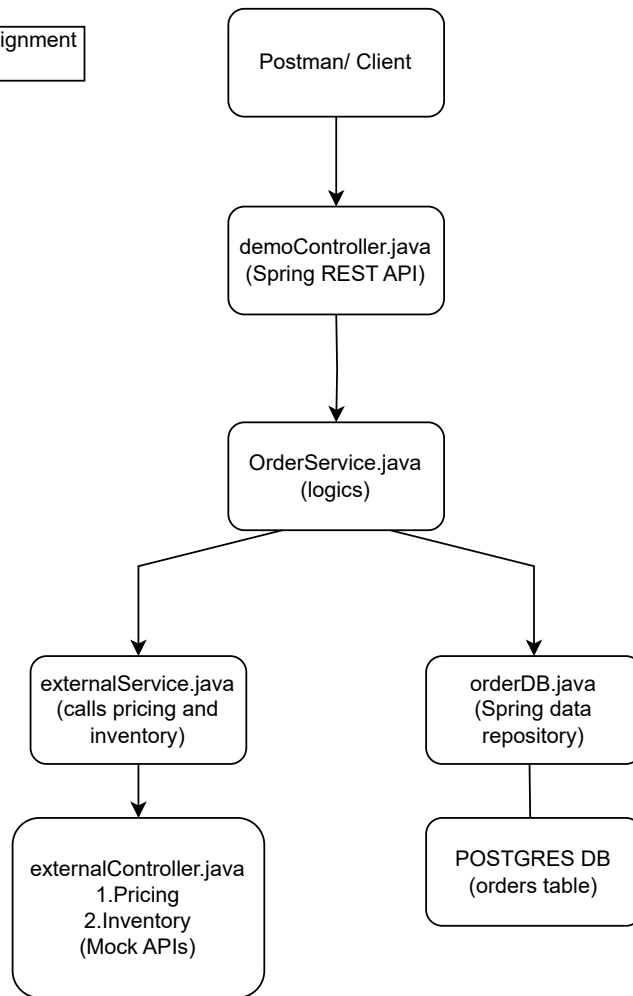 Postman/ Client
demoController.java
(Spring REST API)
OrderService.java
(logics)
externalService.java
(calls pricing and
inventory)
orderDB.java
(Spring data
repository)
externalController.java
1.Pricing
2.Inventory
(Mock APIs)
POSTGRES DB
(orders table)